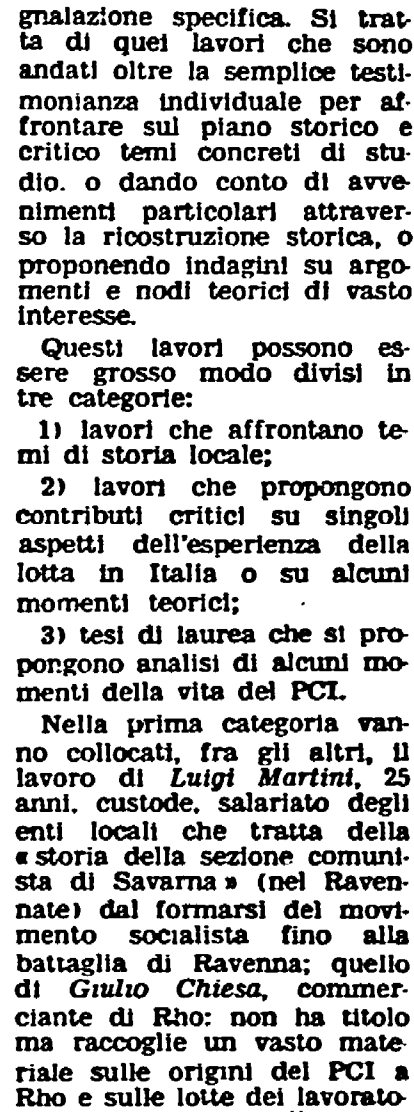 gnalazione specifica. Si trat-
ta di quei lavori che sono
andati oltre la semplice testi-
monianza individuale per af-
frontare sul piano storico e
critico temi concreti di stu-
dio. o dando conto di avve-
nimenti particolari attraver-
so la ricostruzione storica, o
proponendo indagini su argo-
menti e nodi teorici di vasto
interesse.
Questi lavori possono es-
sere grosso modo divisi in
tre categorie:
1) lavori che affrontano te-
mi di storia locale;
2) lavori che propongono
contributi critici su singoli
aspetti dell'esperienza della
lotta in Italia o su alcuni
momenti teorici;
3) tesi di laurea che si pro-
pongono analisi di alcuni mo-
menti della vita del PCI.
Nella prima categoria van-
no collocati, fra gli altri, il
lavoro di Luigi Martini, 25
anni. custode. salariato degli
enti locali che tratta della
« storia della sezione comuni-
sta di Savarna » (nel Raven-
nate) dal formarsi del movi-
mento socialista fino alla
battaglia di Ravenna; quello
di Giulio Chiesa, commer-
ciante di Rho: non ha titolo
ma raccoglie un vasto mate-
riale sulle origini del PCI a
Rho e sulle lotte dei lavorato-